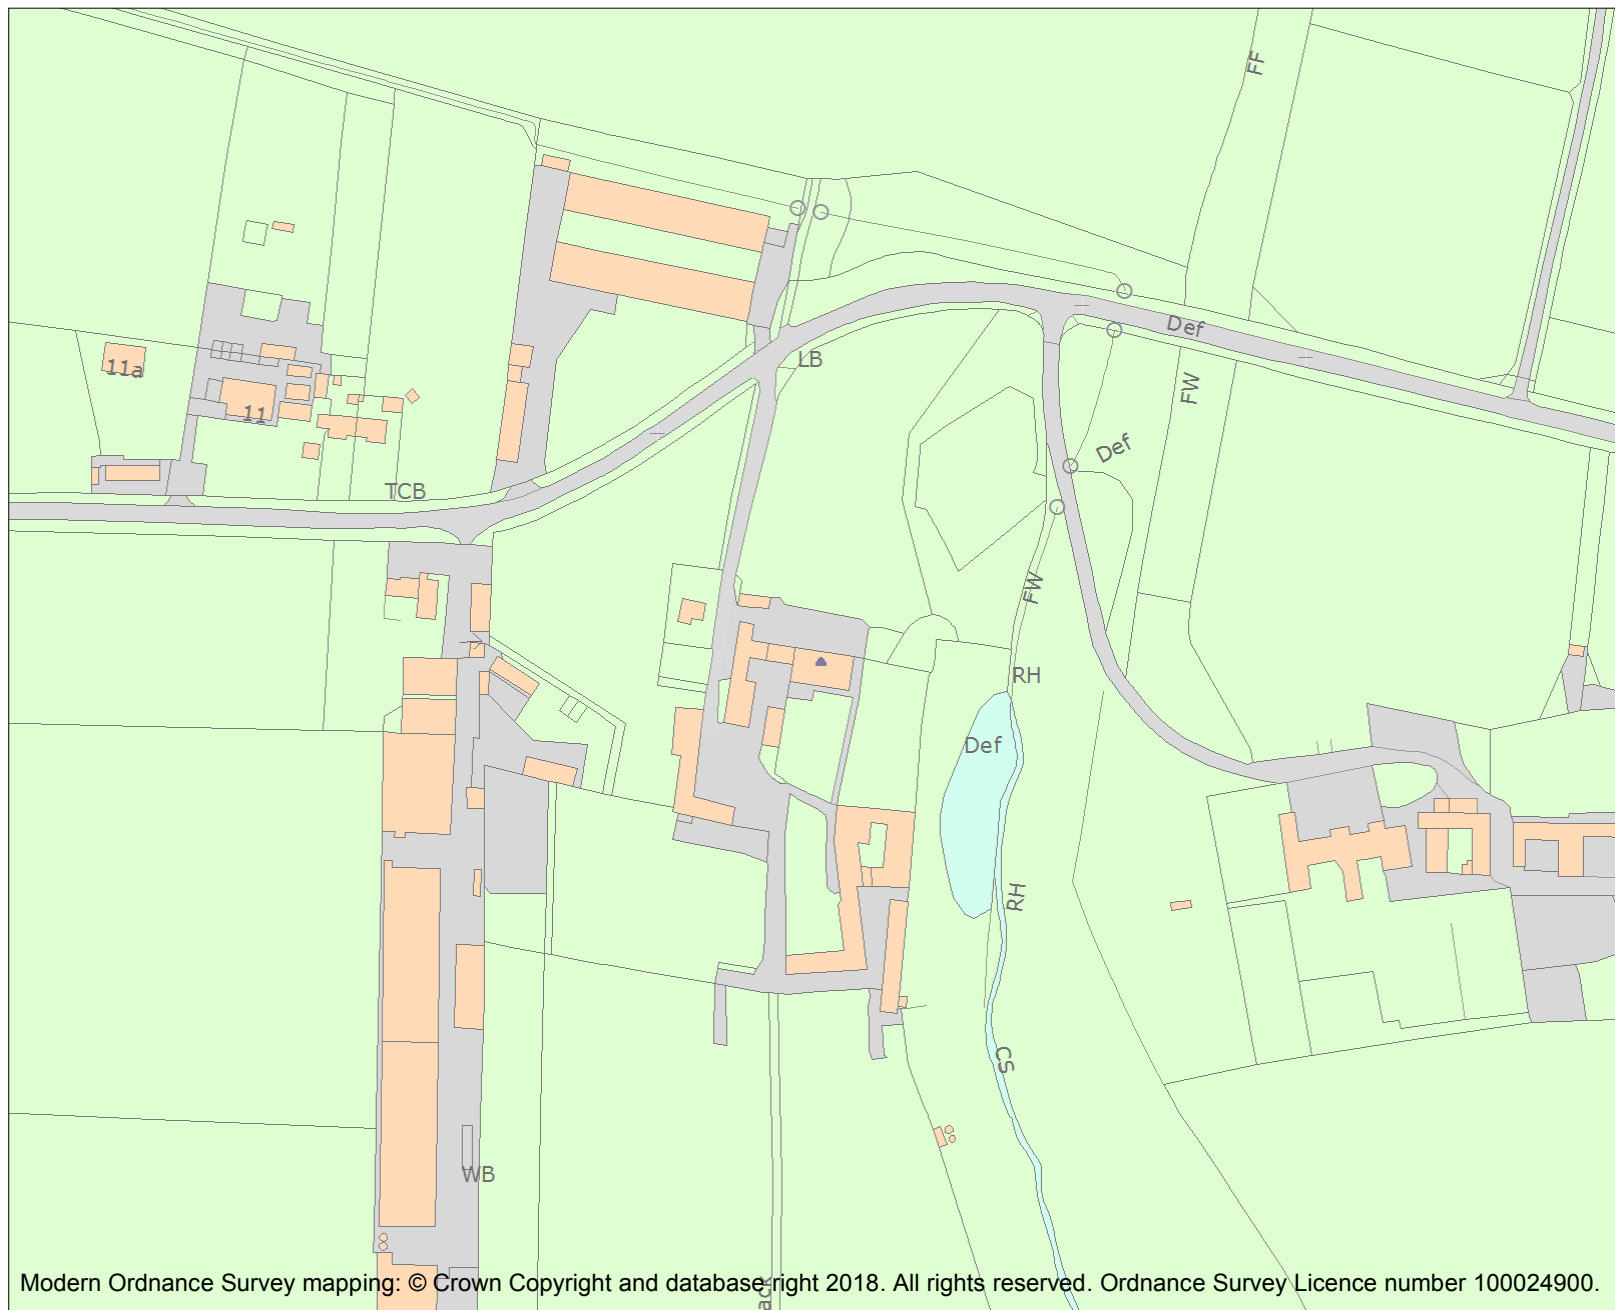 FF
Def
LB
11a
FW
11
Def
TCB
FW
RH
Def
RH
CS
WB
Modern Ordnance Survey mapping: © Crown Copyright and database right 2018. All rights reserved. Ordnance Survey Licence number 100024900.